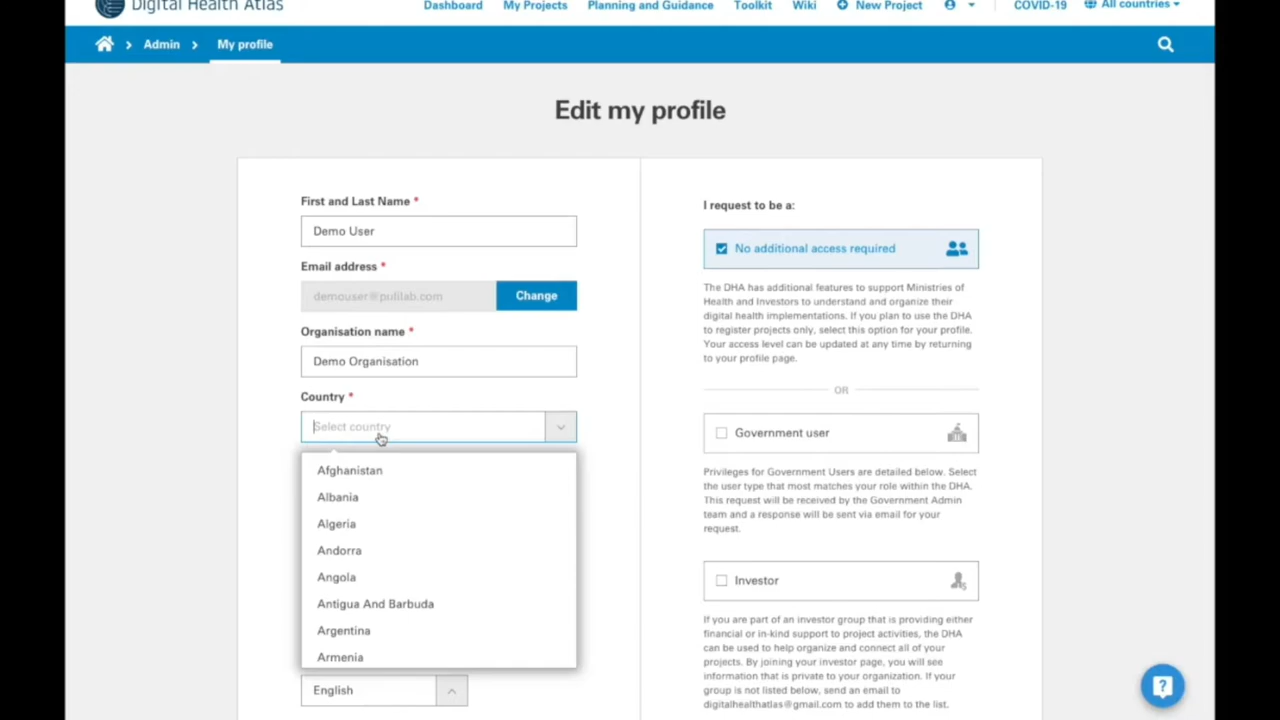 Digital Health Atlas
Dashboard My Projects Planning and Guidance Toolkit Wiki New Project COVID-19 All countries
Admin My profile
Edit my profile
First and Last Name *
Demo User
Email address *
demouser@pulilab.com Change
Organisation name *
Demo Organisation
Country *
Select country
Afghanistan
Albania
Algeria
Andorra
Angola
Antigua And Barbuda
Argentina
Armenia
English
I request to be a:
No additional access required
The DHA has additional features to support Ministries of
Health and Investors to understand and organize their
digital health implementations. If you plan to use the DHA
to register projects only, select this option for your profile.
Your access level can be updated at any time by returning
to your profile page.
OR
Government user
Privileges for Government Users are detailed below. Select
the user type that most matches your role within the DHA.
This request will be received by the Government Admin
team and a response will be sent via email for your
request.
Investor
If you are part of an investor group that is providing either
financial or in-kind support to project activities, the DHA
can be used to help organize and connect all of your
projects. By joining your investor page, you will see
information that is private to your organization. If your
group is not listed below, send an email to
digitalhealthatlas@gmail.com to add them to the list.